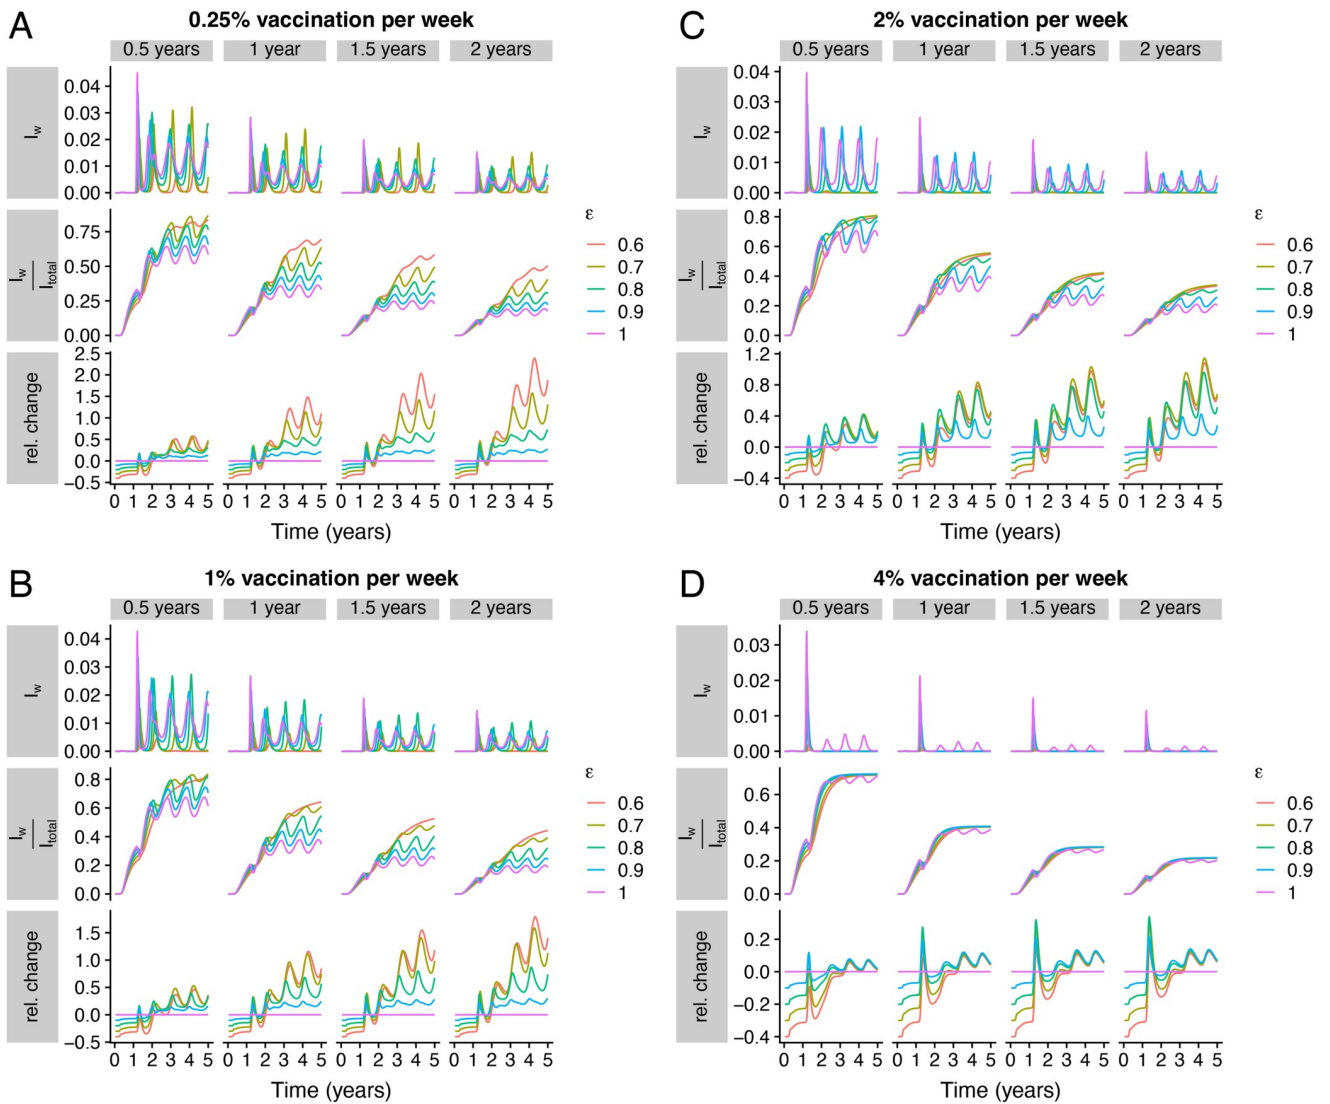 A
0.25% vaccination per week
0.5 years
1 year
1.5 years
2 years
Iw
0.04
0.03
0.02
0.01
0.00
Iw
Itotal
0.75
0.50
0.25
0.00
rel. change
2.5
2.0
1.5
1.0
0.5
0.0
−0.5
0 1 2 3 4 5
0 1 2 3 4 5
0 1 2 3 4 5
0 1 2 3 4 5
Time (years)
ε
0.6
0.7
0.8
0.9
1
C
2% vaccination per week
0.5 years
1 year
1.5 years
2 years
Iw
0.04
0.03
0.02
0.01
0.00
Iw
Itotal
0.8
0.6
0.4
0.2
0.0
rel. change
1.2
0.8
0.4
0.0
−0.4
0 1 2 3 4 5
0 1 2 3 4 5
0 1 2 3 4 5
0 1 2 3 4 5
Time (years)
ε
0.6
0.7
0.8
0.9
1
B
1% vaccination per week
0.5 years
1 year
1.5 years
2 years
Iw
0.04
0.03
0.02
0.01
0.00
Iw
Itotal
0.8
0.6
0.4
0.2
0.0
rel. change
1.5
1.0
0.5
0.0
−0.5
0 1 2 3 4 5
0 1 2 3 4 5
0 1 2 3 4 5
0 1 2 3 4 5
Time (years)
ε
0.6
0.7
0.8
0.9
1
D
4% vaccination per week
0.5 years
1 year
1.5 years
2 years
Iw
0.03
0.02
0.01
0.00
Iw
Itotal
0.6
0.4
0.2
0.0
rel. change
0.2
0.0
−0.2
−0.4
0 1 2 3 4 5
0 1 2 3 4 5
0 1 2 3 4 5
0 1 2 3 4 5
Time (years)
ε
0.6
0.7
0.8
0.9
1